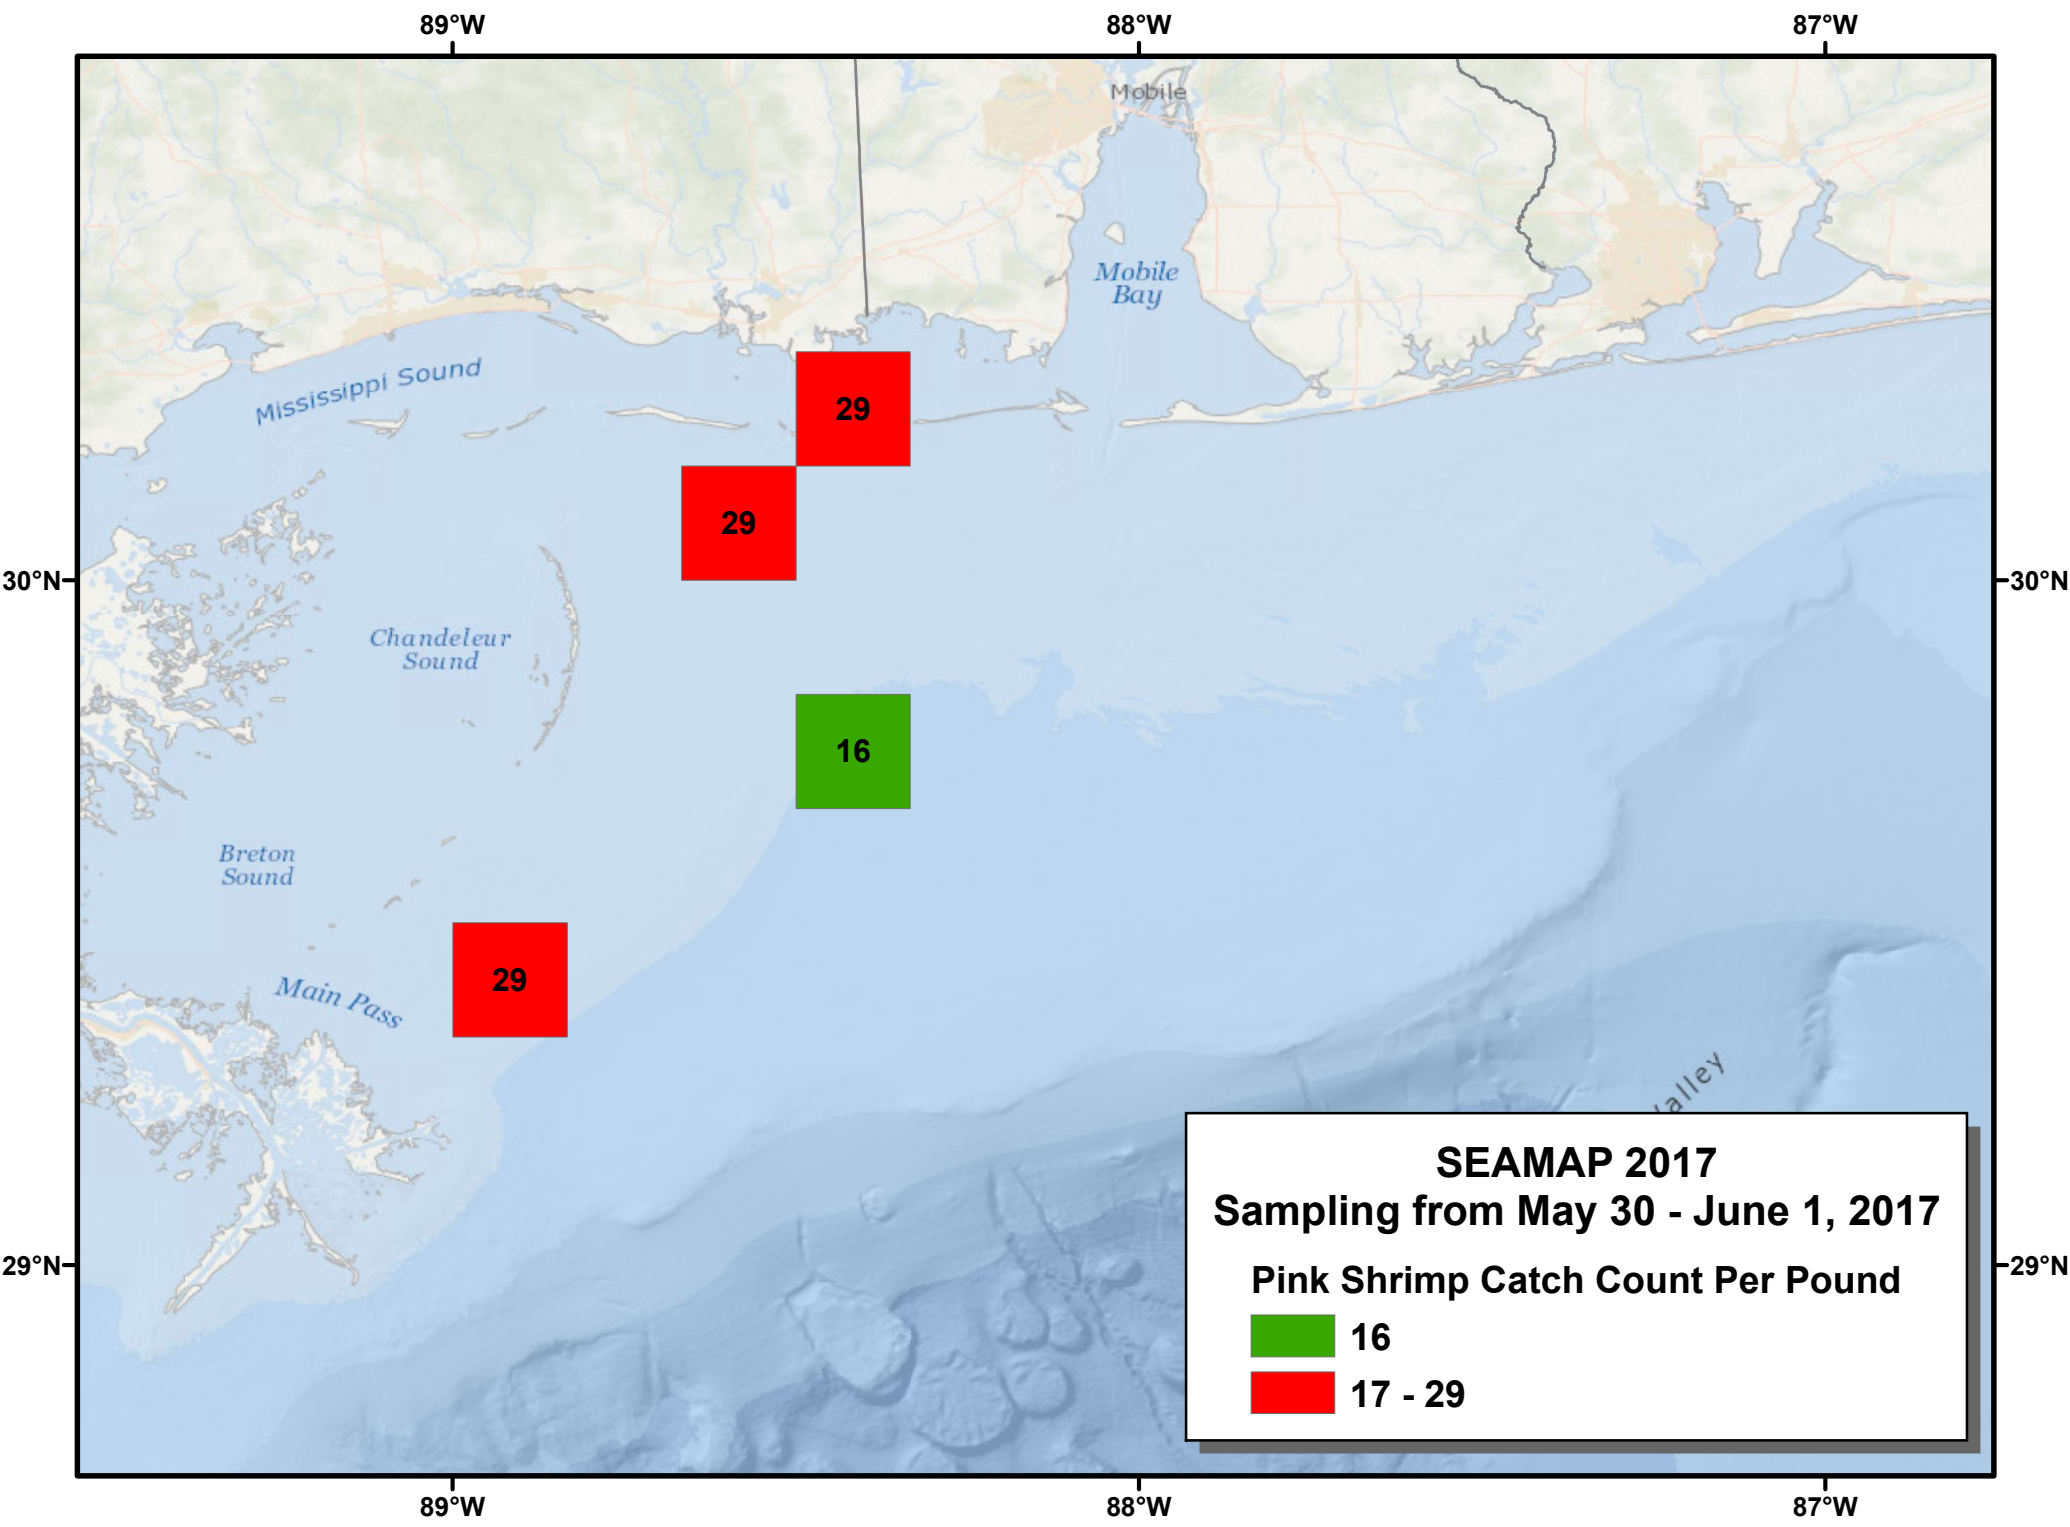 89°W
88°W
87°W
Mobile
Mobile
Bay
Mississippi Sound
29
29
30°N
30°N
Chandeleur
Sound
16
Breton
Sound
29
Main Pass
alley
SEAMAP 2017
Sampling from May 30 - June 1, 2017
29°N
29°N
Pink Shrimp Catch Count Per Pound
16
17 - 29
89°W
88°W
87°W